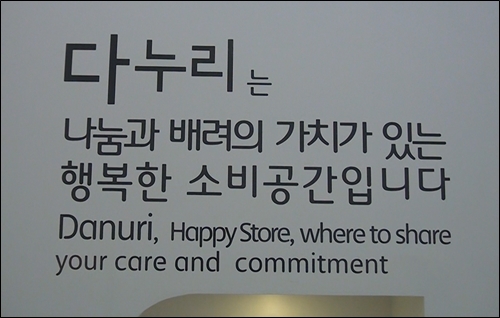 다누리는
나눔과 배려의 가치가 있는
행복한 소비공간입니다
Danuri, Happy Store, where to share
your care and commitment